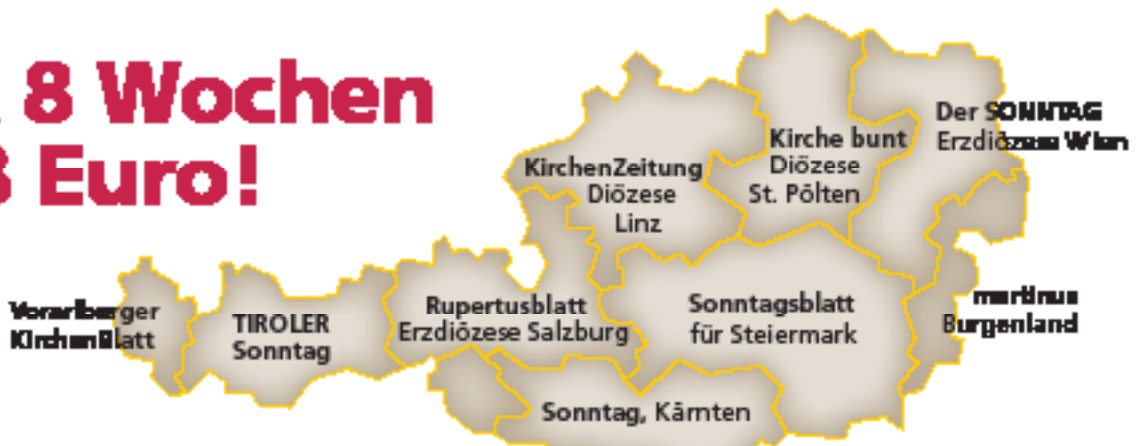 8 Wochen
Euro!
Der SONNTAG
Erzdiözese Wien
Kirche bunt
Diözese
St. Pölten
KirchenZeitung
Diözese
Linz
Vorarlberger
KirchenBlatt
TIROLER
Sonntag
Rupertusblatt
Erzdiözese Salzburg
Sonntagsblatt
für Steiermark
martinus
Burgenland
Sonntag, Kärnten